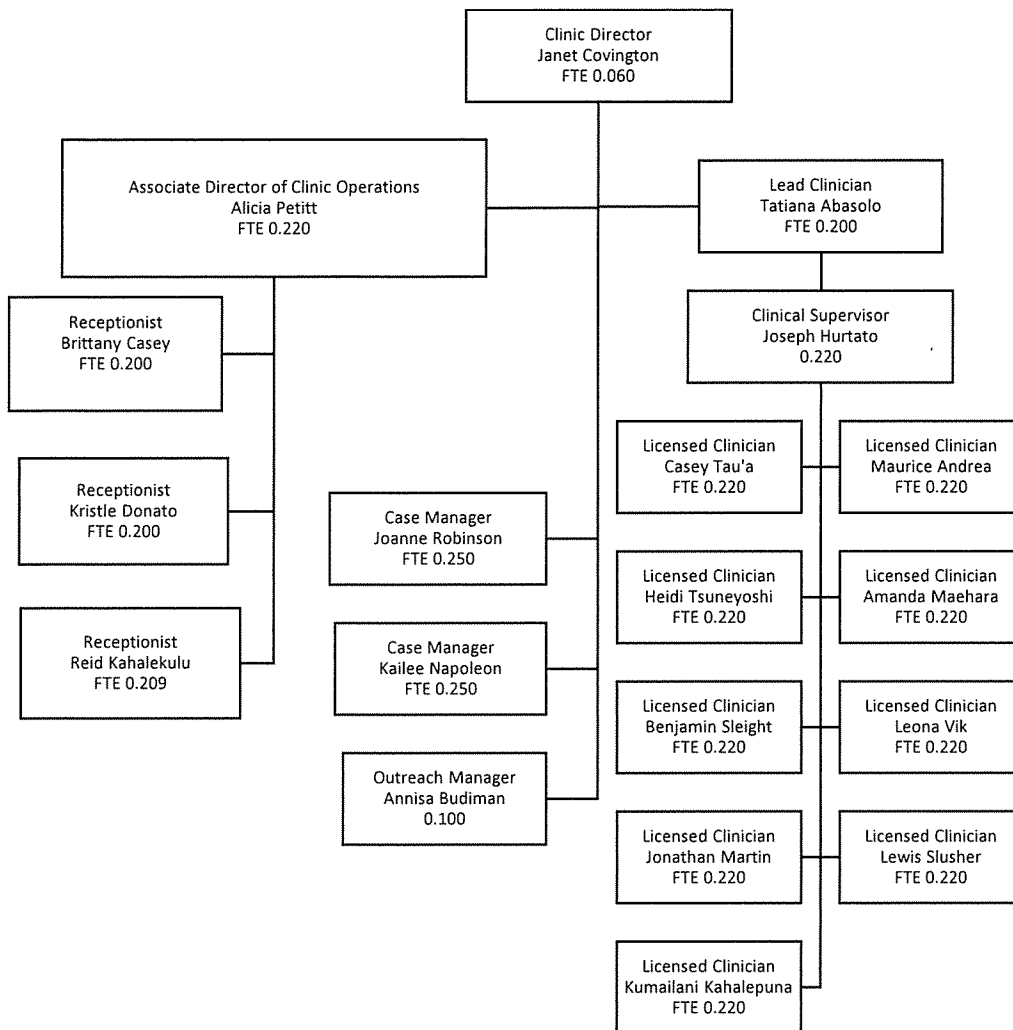 Clinic Director
Janet Covington
FTE 0.060
Associate Director of Clinic Operations
Alicia Petitt
FTE 0.220
Lead Clinician
Tatiana Abasolo
FTE 0.200
Receptionist
Brittany Casey
FTE 0.200
Clinical Supervisor
Joseph Hurtato
0.220
Receptionist
Kristle Donato
FTE 0.200
Receptionist
Reid Kahalekulu
FTE 0.209
Case Manager
Joanne Robinson
FTE 0.250
Case Manager
Kailee Napoleon
FTE 0.250
Outreach Manager
Annisa Budiman
0.100
Licensed Clinician
Casey Tau'a
FTE 0.220
Licensed Clinician
Maurice Andrea
FTE 0.220
Licensed Clinician
Heidi Tsuneyoshi
FTE 0.220
Licensed Clinician
Amanda Maehara
FTE 0.220
Licensed Clinician
Benjamin Sleight
FTE 0.220
Licensed Clinician
Leona Vik
FTE 0.220
Licensed Clinician
Jonathan Martin
FTE 0.220
Licensed Clinician
Lewis Slusher
FTE 0.220
Licensed Clinician
Kumailani Kahalepuna
FTE 0.220